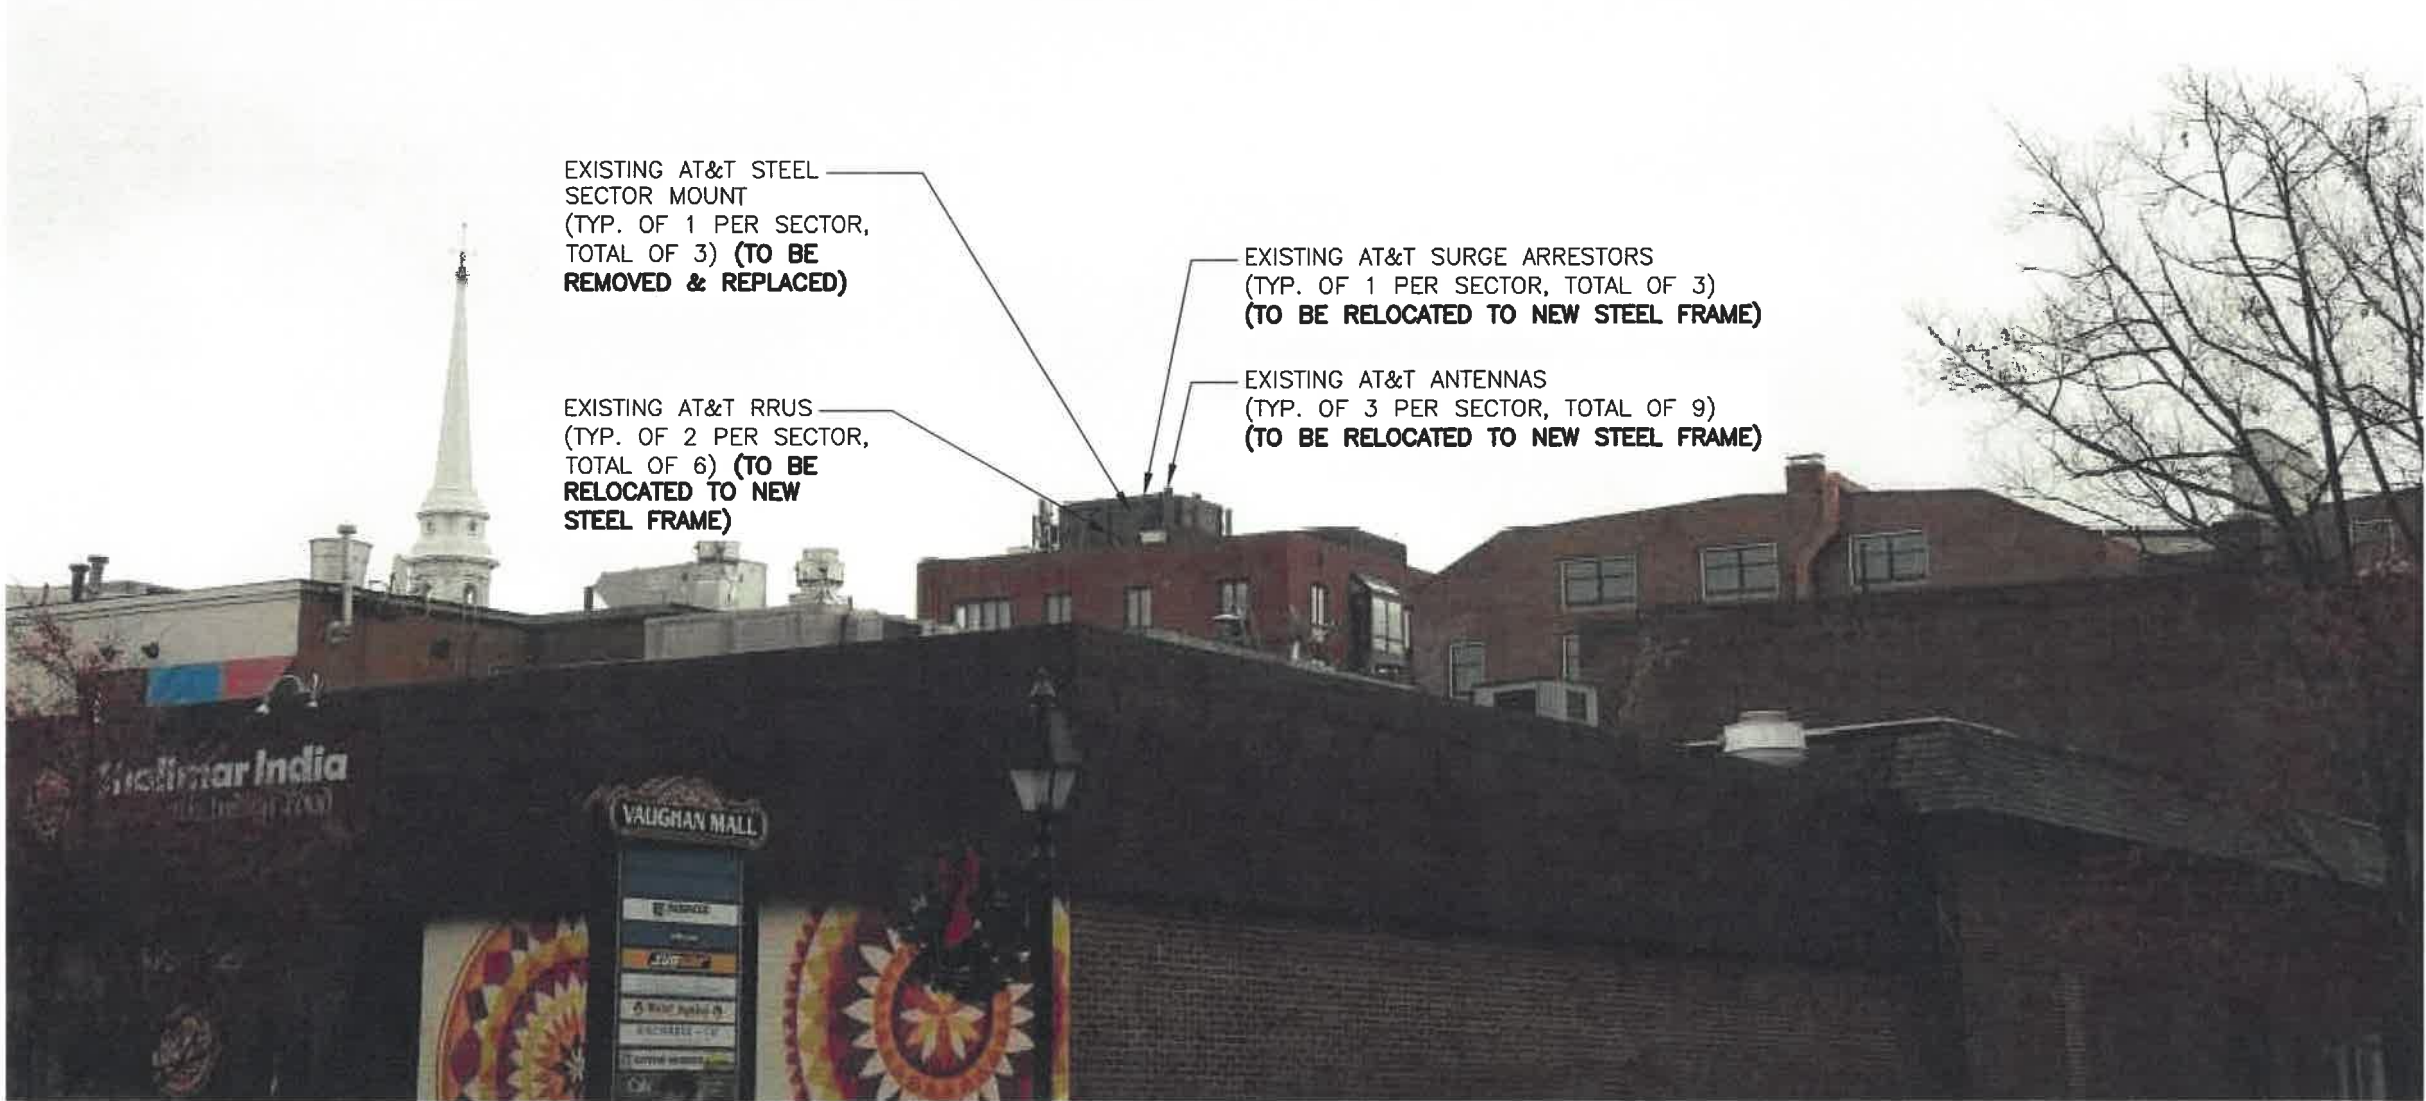 EXISTING AT&T STEEL
SECTOR MOUNT
(TYP. OF 1 PER SECTOR,
TOTAL OF 3) (TO BE
REMOVED & REPLACED)
EXISTING AT&T SURGE ARRESTORS
(TYP. OF 1 PER SECTOR, TOTAL OF 3)
(TO BE RELOCATED TO NEW STEEL FRAME)
EXISTING AT&T RRUS
(TYP. OF 2 PER SECTOR,
TOTAL OF 6) (TO BE
RELOCATED TO NEW
STEEL FRAME)
EXISTING AT&T ANTENNAS
(TYP. OF 3 PER SECTOR, TOTAL OF 9)
(TO BE RELOCATED TO NEW STEEL FRAME)
India
VAUGHAN MALL